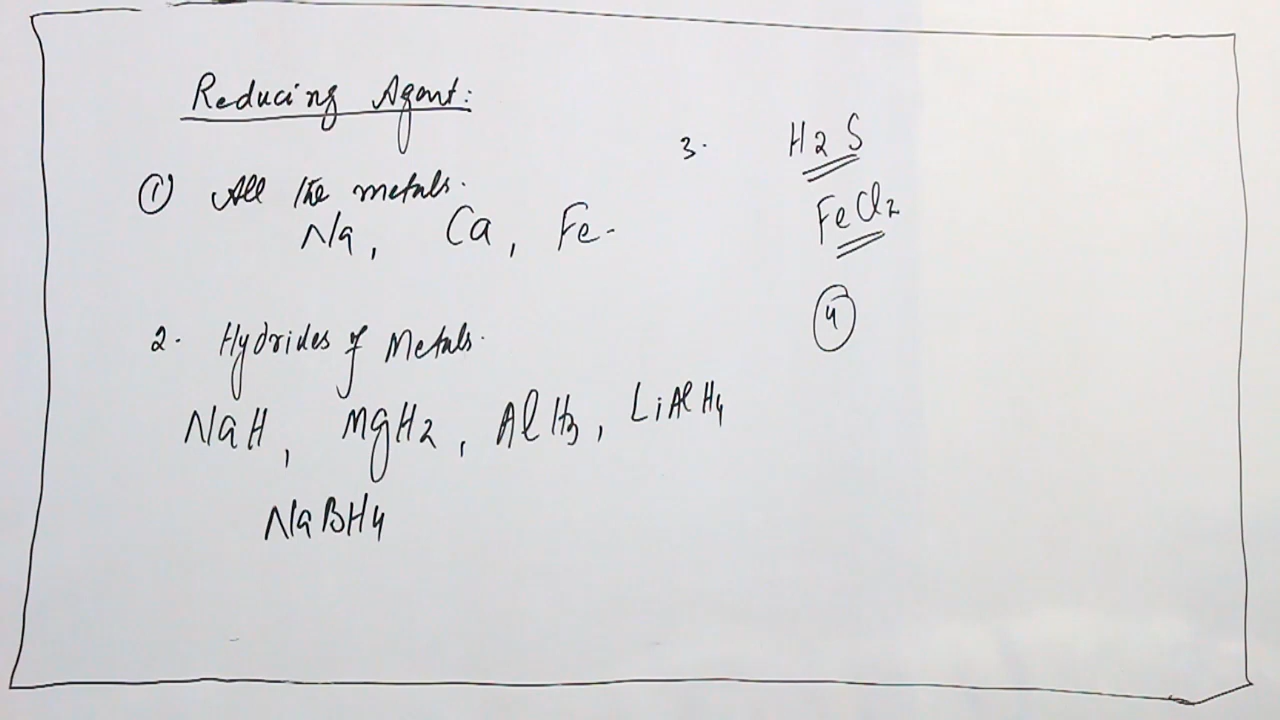 Reducing Agent:
① All the metals.
Na, Ca, Fe.
2. Hydrides of Metals.
NaH, MgH2, AlH3, LiAlH4
NaBH4
3. H2S
FeCl2
④